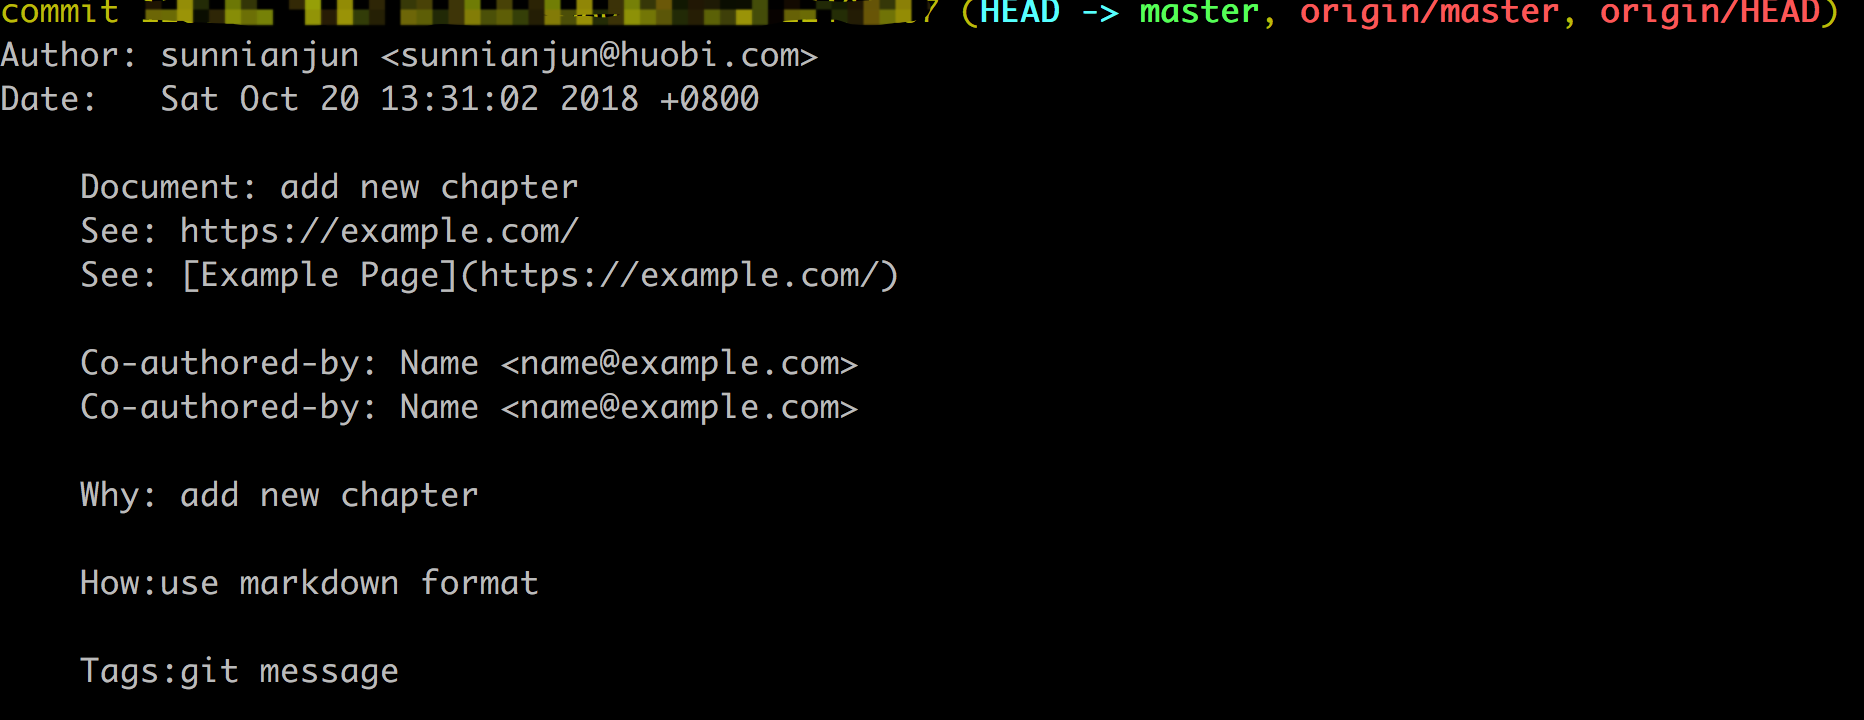 commit (HEAD -> master, origin/master, origin/HEAD)
Author: sunnianjun <sunnianjun@huobi.com>
Date:   Sat Oct 20 13:31:02 2018 +0800
Document: add new chapter
See: https://example.com/
See: [Example Page](https://example.com/)
Co-authored-by: Name <name@example.com>
Co-authored-by: Name <name@example.com>
Why: add new chapter
How:use markdown format
Tags:git message